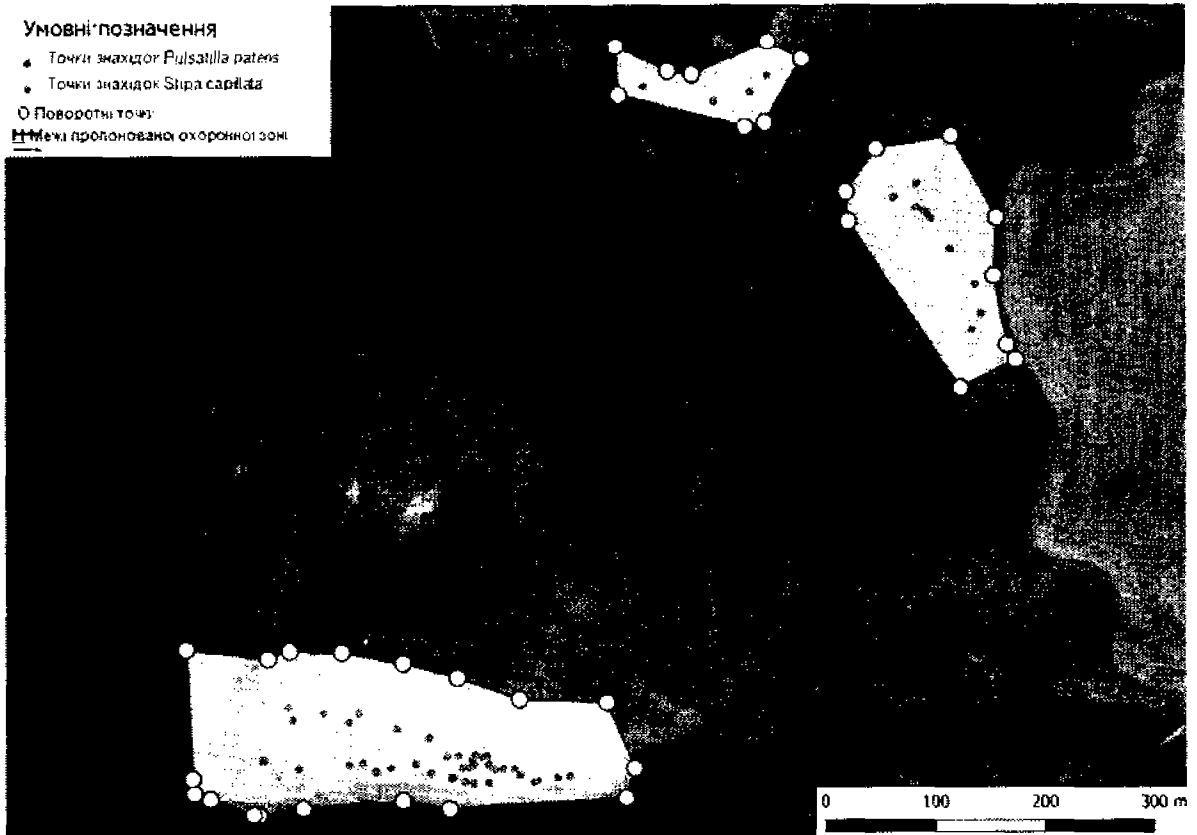 Умовні позначення
Точки знахідок Pulsatilla patens
Точки знахідок Stipa capillata
О Поворотні точки
Межі пропонованої охоронної зони
0 100 200 300 m